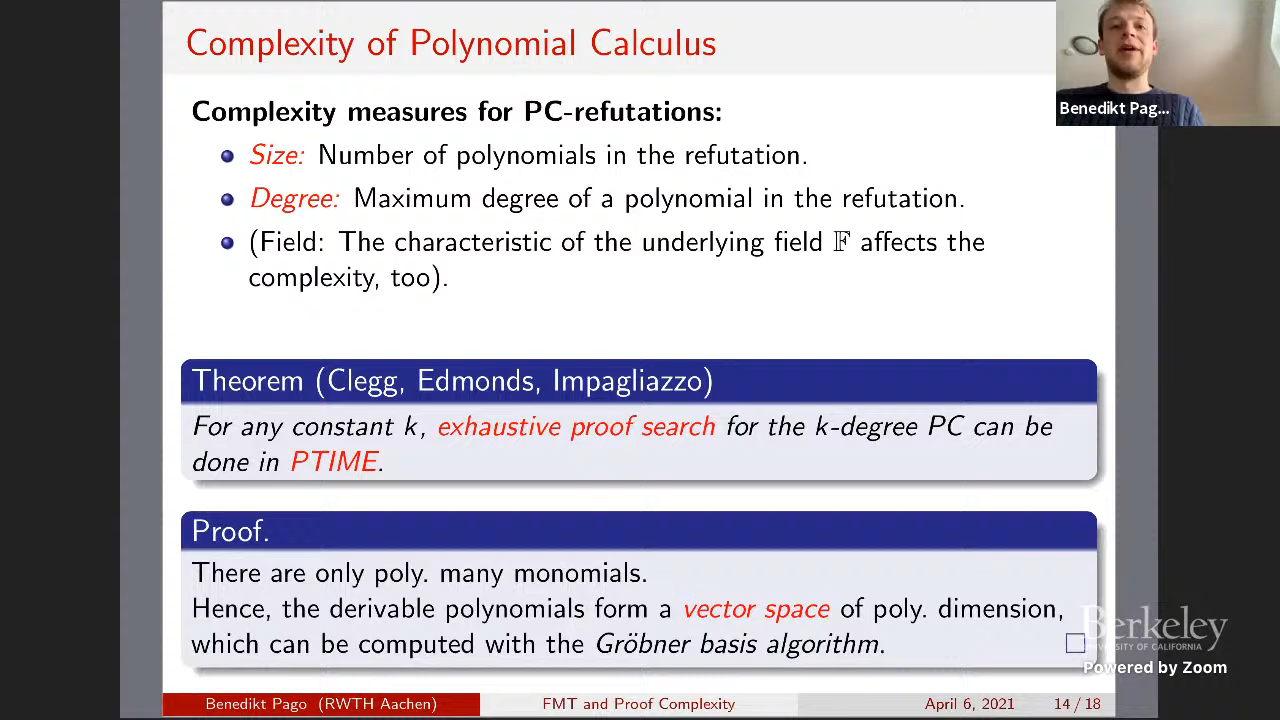 Complexity of Polynomial Calculus
Complexity measures for PC-refutations:
Size: Number of polynomials in the refutation.
Degree: Maximum degree of a polynomial in the refutation.
(Field: The characteristic of the underlying field 𝔽 affects the
complexity, too).
Theorem (Clegg, Edmonds, Impagliazzo)
For any constant k, exhaustive proof search for the k-degree PC can be
done in PTIME.
Proof.
There are only poly. many monomials.
Hence, the derivable polynomials form a vector space of poly. dimension,
which can be computed with the Gröbner basis algorithm.
Benedikt Pago (RWTH Aachen)
FMT and Proof Complexity
April 6, 2021
14 / 18
Benedikt Pag...
Berkeley
UNIVERSITY OF CALIFORNIA
Powered by Zoom